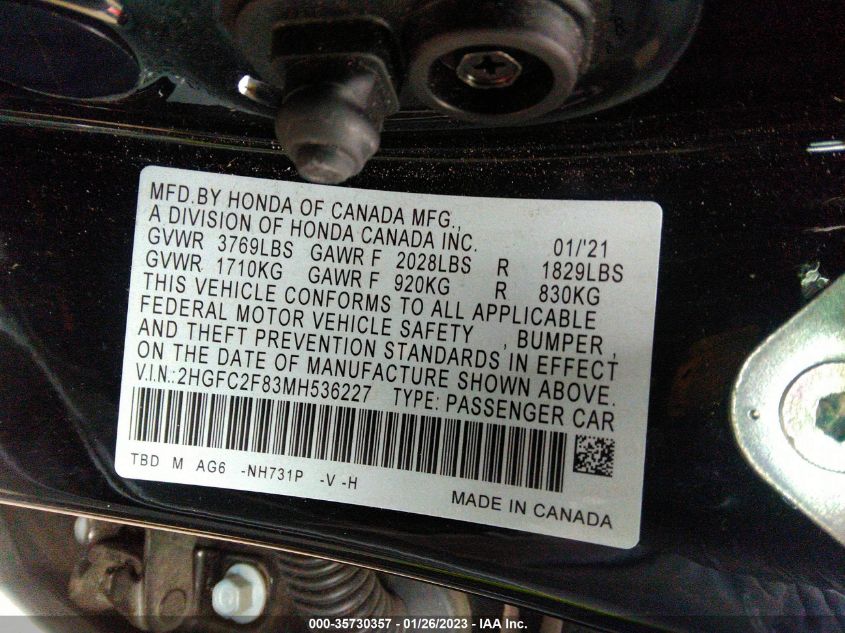 MFD.BY HONDA OF CANADA MFG.,
A DIVISION OF HONDA CANADA INC. 01/'21
GVWR 3769LBS GAWR F 2028LBS R 1829LBS
GVWR 1710KG GAWR F 920KG R 830KG
THIS VEHICLE CONFORMS TO ALL APPLICABLE
FEDERAL MOTOR VEHICLE SAFETY , BUMPER ,
AND THEFT PREVENTION STANDARDS IN EFFECT
ON THE DATE OF MANUFACTURE SHOWN ABOVE.
V.I.N.:2HGFC2F83MH536227 TYPE: PASSENGER CAR
TBD M AG6 -NH731P -V -H
MADE IN CANADA
000-35730357 | 01/26/2023 | -- IAA Inc.